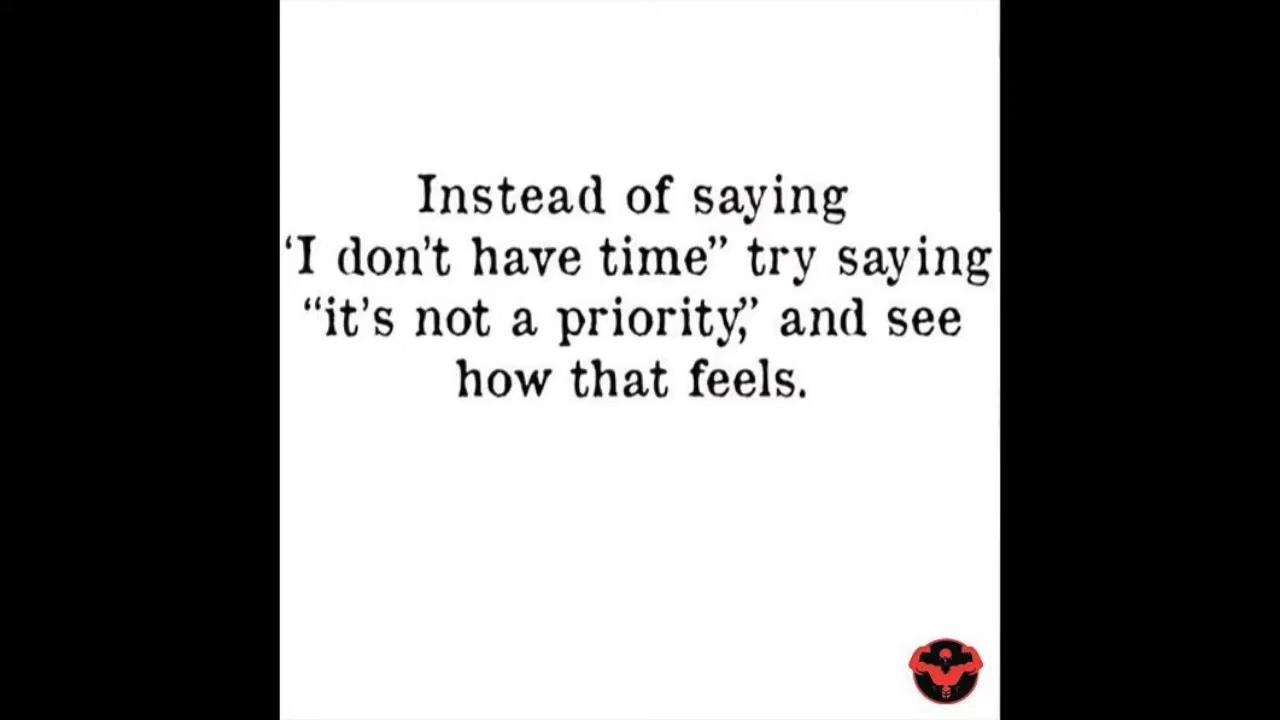 Instead of saying
‘I don't have time” try saying
“it’s not a priority,” and see
how that feels.